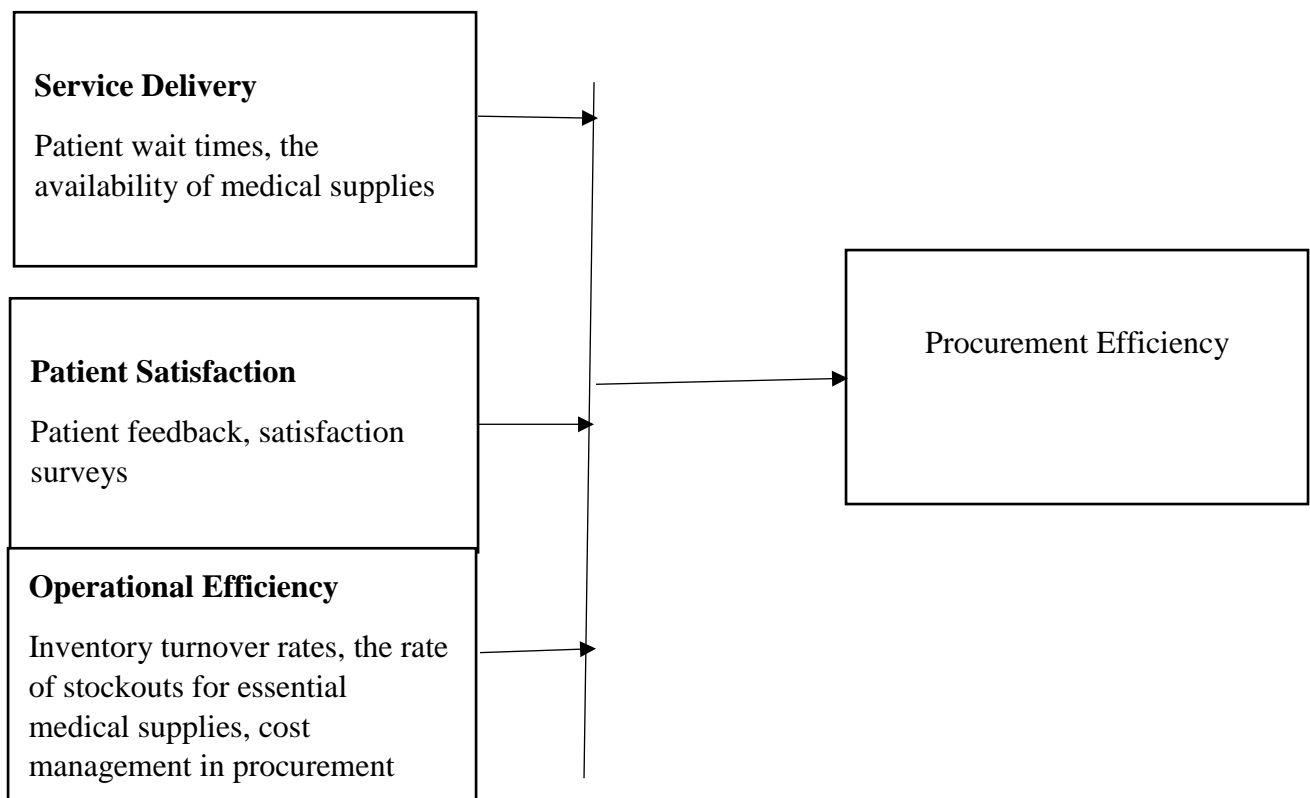 Service Delivery
Patient wait times, the
availability of medical supplies
Patient Satisfaction
Patient feedback, satisfaction
surveys
Operational Efficiency
Inventory turnover rates, the rate
of stockouts for essential
medical supplies, cost
management in procurement
Procurement Efficiency